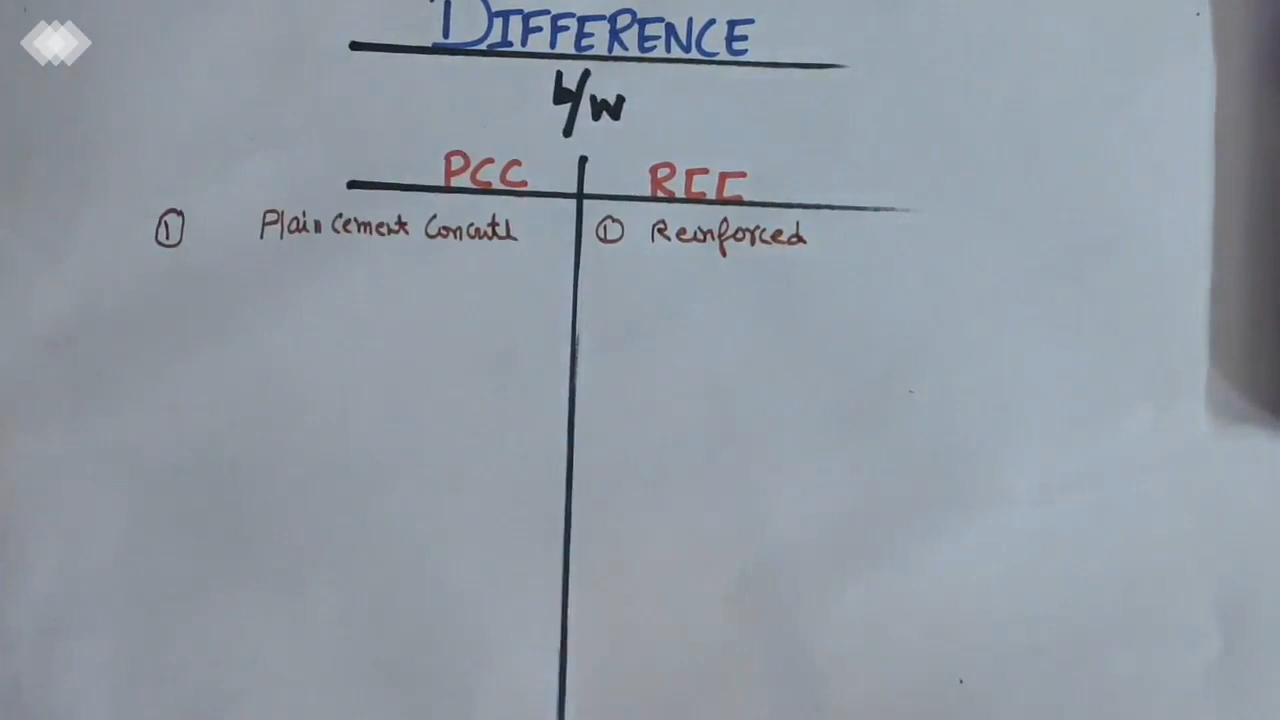 DIFFERENCE
b/w
PCC RCC
① Plain cement Concrete ① Reinforced